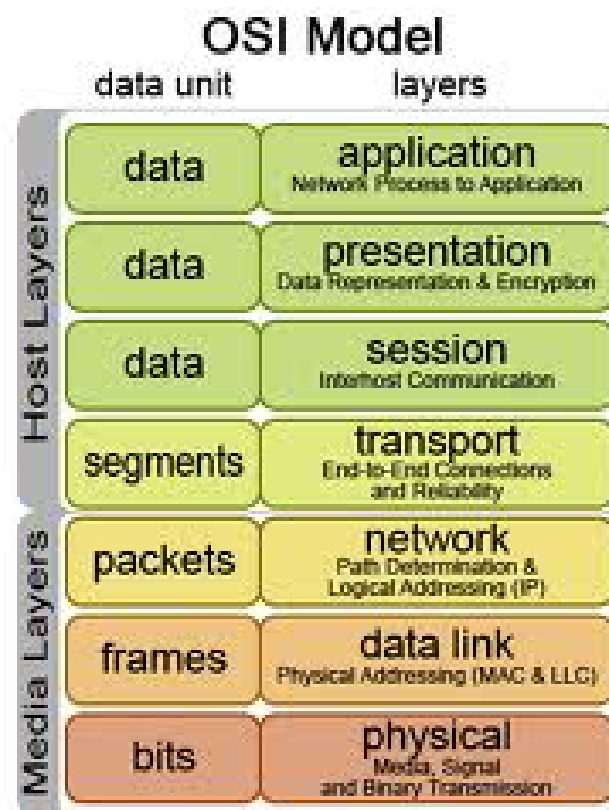 OSI Model
data unit layers
Host Layers
data application
Network Process to Application
data presentation
Data Representation & Encryption
data session
Interhost Communication
segments transport
End-to-End Connections
and Reliability
Media Layers
packets network
Path Determination &
Logical Addressing (IP)
frames data link
Physical Addressing (MAC & LLC)
bits physical
Media, Signal
and Binary Transmission